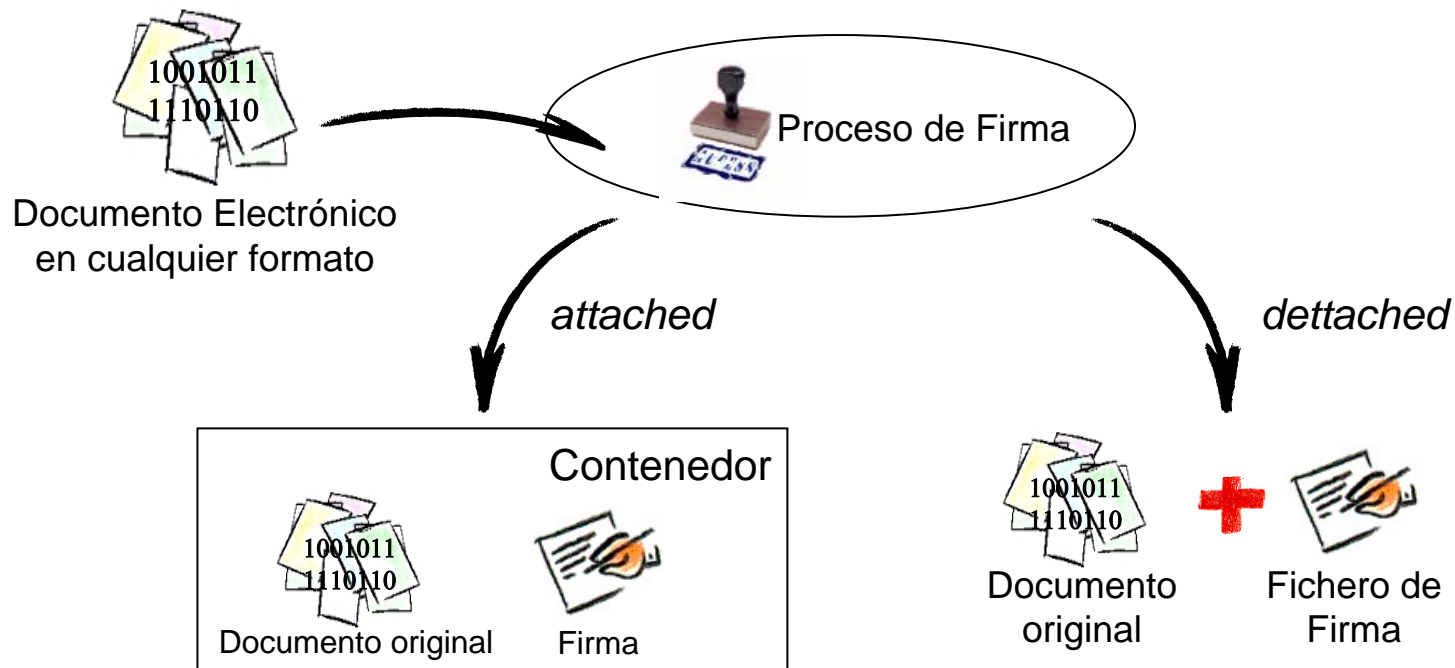 1001011
1110110
Proceso de Firma
Documento Electrónico
en cualquier formato
attached
dettached
Contenedor
1001011
1110110
Documento original
Firma
1001011
1110110
Documento
original
Fichero de
Firma